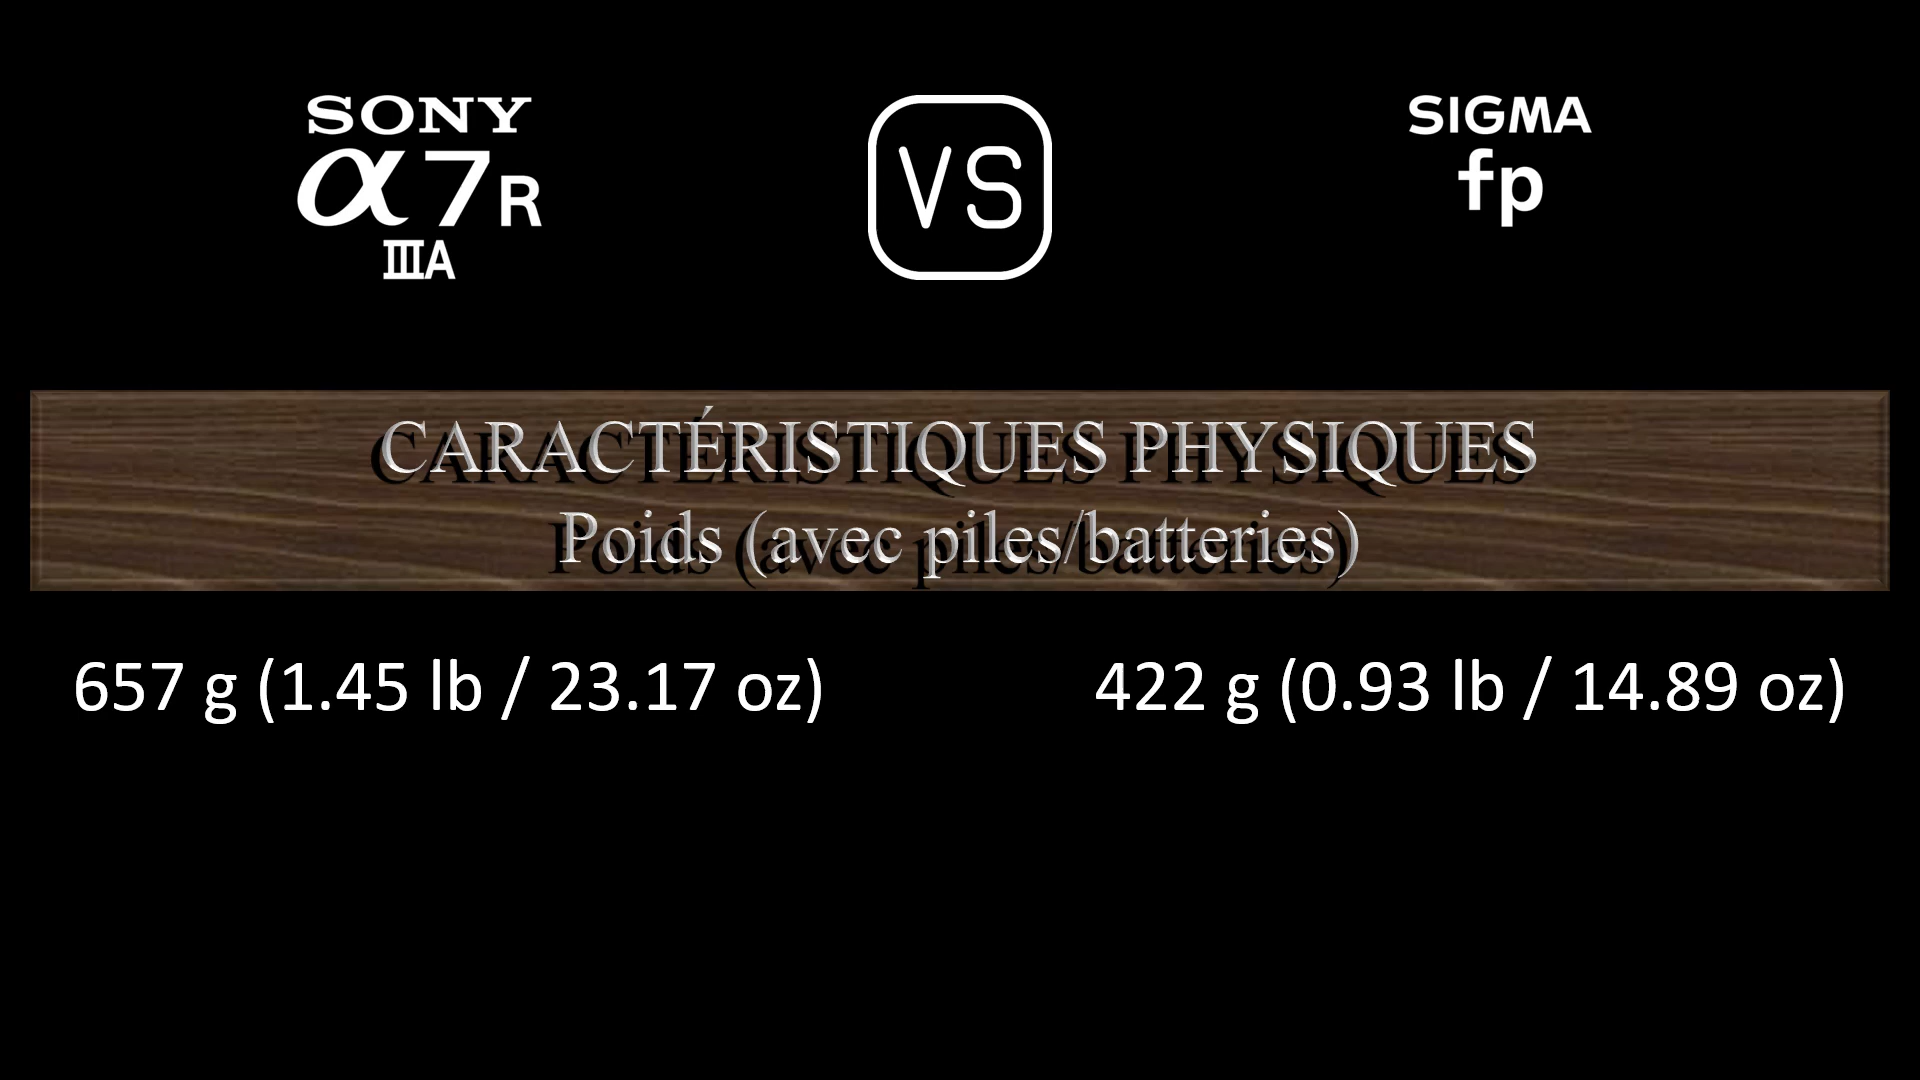 SONY
α7R
IIIA
VS
SIGMA
fp
CARACTÉRISTIQUES PHYSIQUES
Poids (avec piles/batteries)
657 g (1.45 lb / 23.17 oz)
422 g (0.93 lb / 14.89 oz)